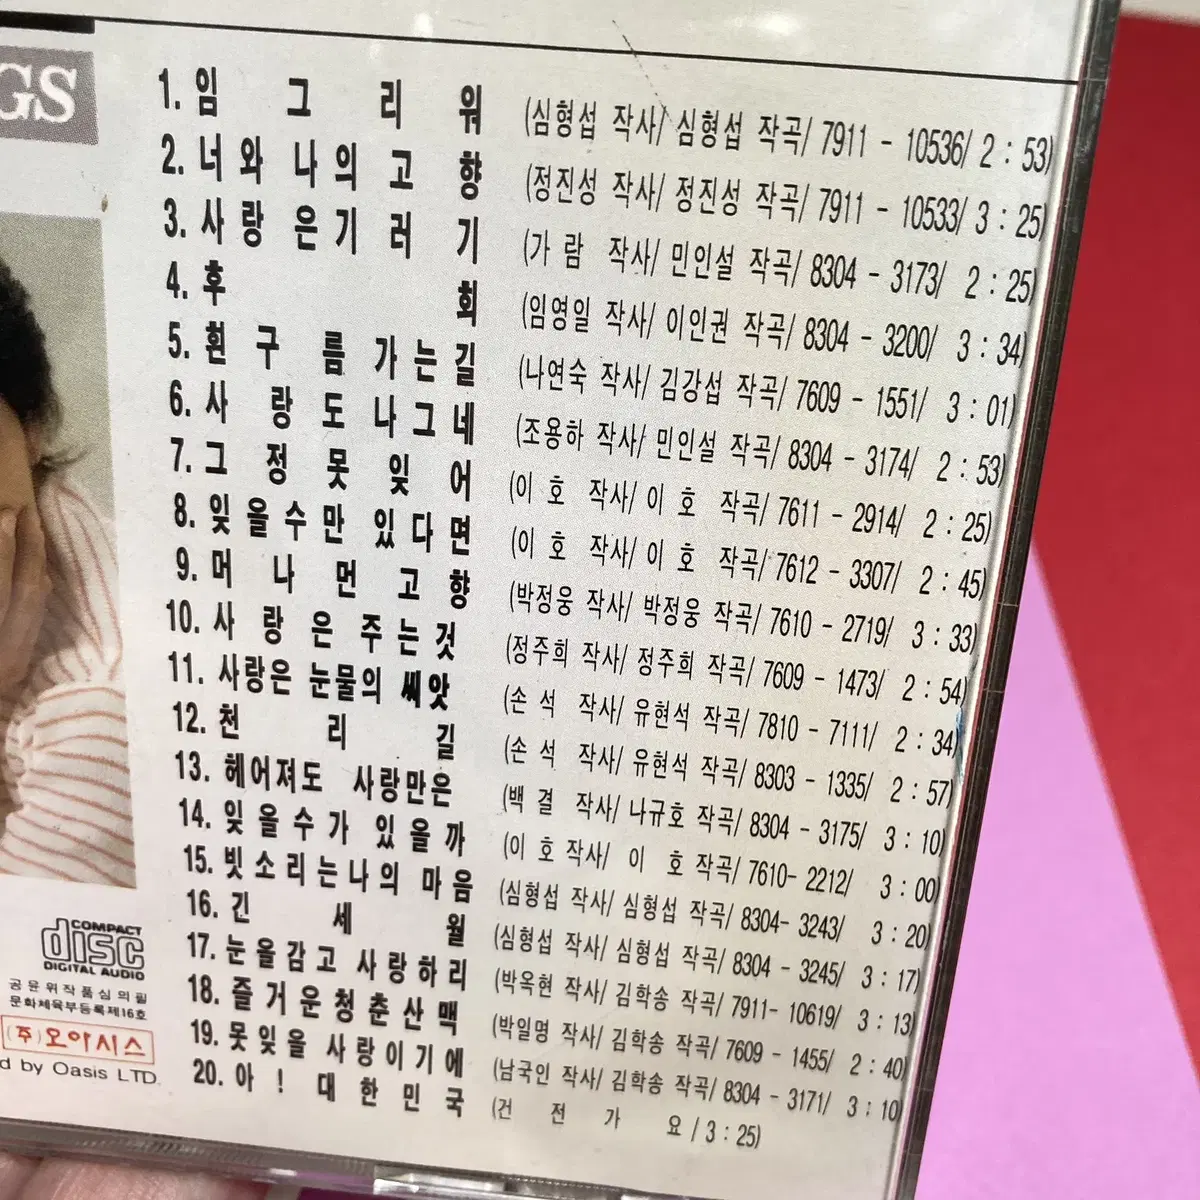 GS
1. 임 그 리 워 (심형섭 작사/ 심형섭 작곡/ 7911 - 10536/ 2 : 53)
2. 너 와 나 의 고 향 (정진성 작사/ 정진성 작곡/ 7911 - 10533/ 3 : 25)
3. 사 랑 은 기 러 기 (가 람 작사/ 민인설 작곡/ 8304 - 3173/ 2 : 25)
4. 후 회 (임영일 작사/ 이인권 작곡/ 8304 - 3200/ 3 : 34)
5. 흰 구 름 가 는 길 (나연숙 작사/ 김강섭 작곡/ 7609 - 1551/ 3 : 01)
6. 사 랑 도 나 그 네 (조용하 작사/ 민인설 작곡/ 8304 - 3174/ 2 : 53)
7. 그 정 못 잊 어 (이 호 작사/ 이 호 작곡/ 7611 - 2914/ 2 : 25)
8. 잊 을 수 만 있 다 면 (이 호 작사/ 이 호 작곡/ 7612 - 3307/ 2 : 45)
9. 머 나 먼 고 향 (박정웅 작사/ 박정웅 작곡/ 7610 - 2719/ 3 : 33)
10. 사 랑 은 주 는 것 (정주희 작사/ 정주희 작곡/ 7609 - 1473/ 2 : 54)
11. 사랑은 눈물의 씨앗 (손 석 작사/ 유현석 작곡/ 7810 - 7111/ 2 : 34)
12. 천 리 길 (손 석 작사/ 유현석 작곡/ 8303 - 1335/ 2 : 57)
13. 헤어져도 사랑만은 (백 결 작사/ 나규호 작곡/ 8304 - 3175/ 3 : 10)
14. 잊 을 수 가 있 을 까 (이 호 작사/ 이 호 작곡/ 7610- 2212/ 3 : 00)
15. 빗 소 리 는 나 의 마 음 (심형섭 작사/ 심형섭 작곡/ 8304- 3243/ 3 : 20)
16. 긴 세 월 (심형섭 작사/ 심형섭 작곡/ 8304 - 3245/ 3 : 17)
17. 눈 을 감 고 사 랑 하 리 (박옥현 작사/ 김학송 작곡/ 7911- 10619/ 3 : 13)
18. 즐 거 운 청 춘 산 맥 (박일명 작사/ 김학송 작곡/ 7609 - 1455/ 2 : 40)
19. 못 잊 을 사 랑 이 기 에 (남국인 작사/ 김학송 작곡/ 8304 - 3171/ 3 : 10)
20. 아 ! 대 한 민 국 (건 전 가 요 / 3 : 25)
COMPACT
disc
DIGITAL AUDIO
공 윤 위 작 품 심 의 필
문화체육부등록제16호
(주)오아시스
d by Oasis LTD.